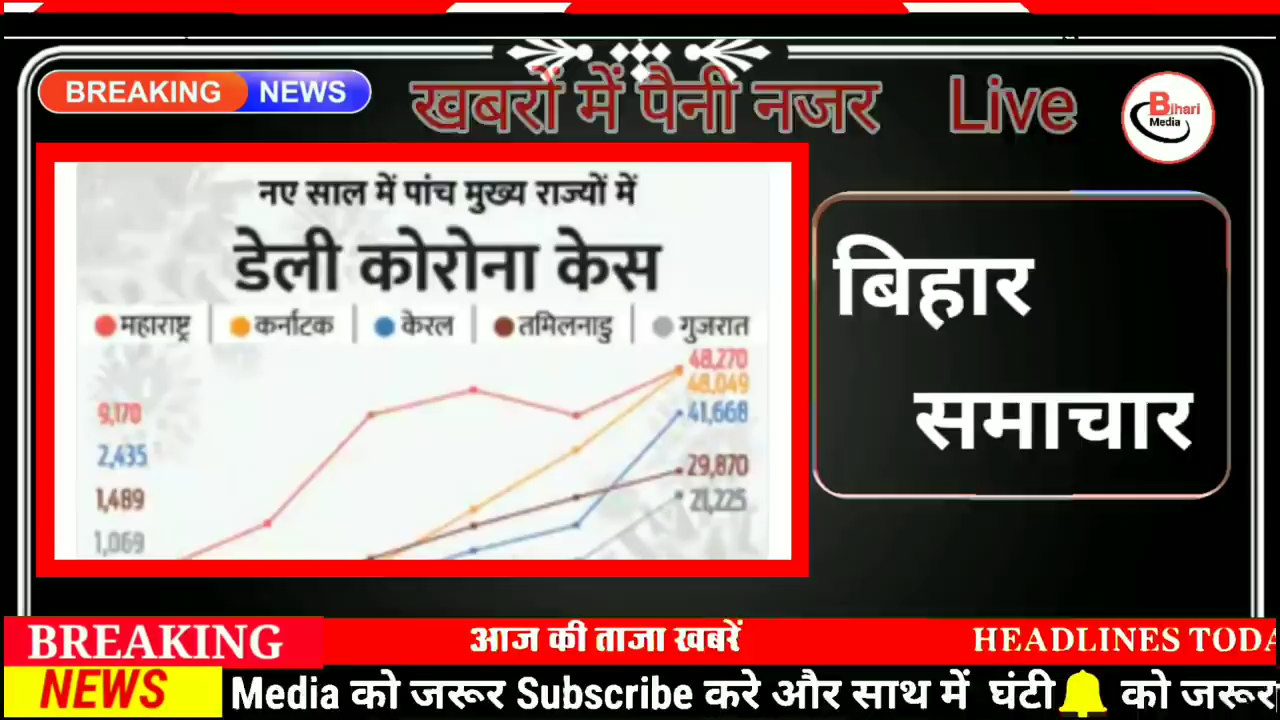 BREAKING NEWS
खबरों में पैनी नजर Live
Bihari
Media
नए साल में पांच मुख्य राज्यों में
डेली कोरोना केस
महाराष्ट्र | कर्नाटक | केरल | तमिलनाडु | गुजरात
48,270
48,049
9,170
41,668
2,435
29,870
1,489
21,225
1,069
बिहार
समाचार
BREAKING
NEWS
आज की ताजा खबरें HEADLINES TODA
Media को जरूर Subscribe करे और साथ में घंटी🔔 को जरूर